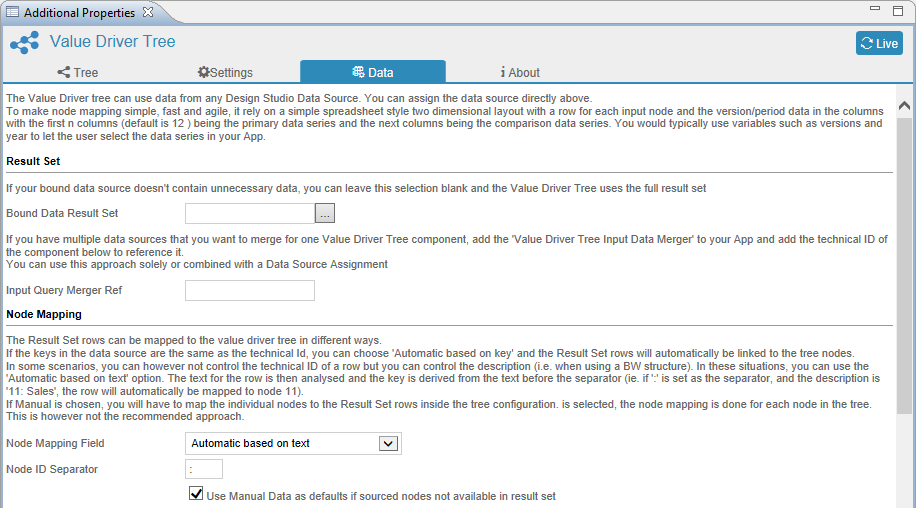 Additional Properties
Value Driver Tree
Live
Tree
Settings
Data
About
The Value Driver tree can use data from any Design Studio Data Source. You can assign the data source directly above.
To make node mapping simple, fast and agile, it rely on a simple spreadsheet style two dimensional layout with a row for each input node and the version/period data in the columns
with the first n columns (default is 12 ) being the primary data series and the next columns being the comparison data series. You would typically use variables such as versions and
year to let the user select the data series in your App.
Result Set
If your bound data source doesn't contain unnecessary data, you can leave this selection blank and the Value Driver Tree uses the full result set
Bound Data Result Set
...
If you have multiple data sources that you want to merge for one Value Driver Tree component, add the 'Value Driver Tree Input Data Merger' to your App and add the technical ID of
the component below to reference it.
You can use this approach solely or combined with a Data Source Assignment
Input Query Merger Ref
Node Mapping
The Result Set rows can be mapped to the value driver tree in different ways.
If the keys in the data source are the same as the technical Id, you can choose 'Automatic based on key' and the Result Set rows will automatically be linked to the tree nodes.
In some scenarios, you can however not control the technical ID of a row but you can control the description (i.e. when using a BW structure). In these situations, you can use the
'Automatic based on text' option. The text for the row is then analysed and the key is derived from the text before the separator (ie. if ':' is set as the separator, and the description is
'11: Sales', the row will automatically be mapped to node 11).
If Manual is chosen, you will have to map the individual nodes to the Result Set rows inside the tree configuration. is selected, the node mapping is done for each node in the tree.
This is however not the recommended approach.
Node Mapping Field
Automatic based on text
Node ID Separator
:
Use Manual Data as defaults if sourced nodes not available in result set